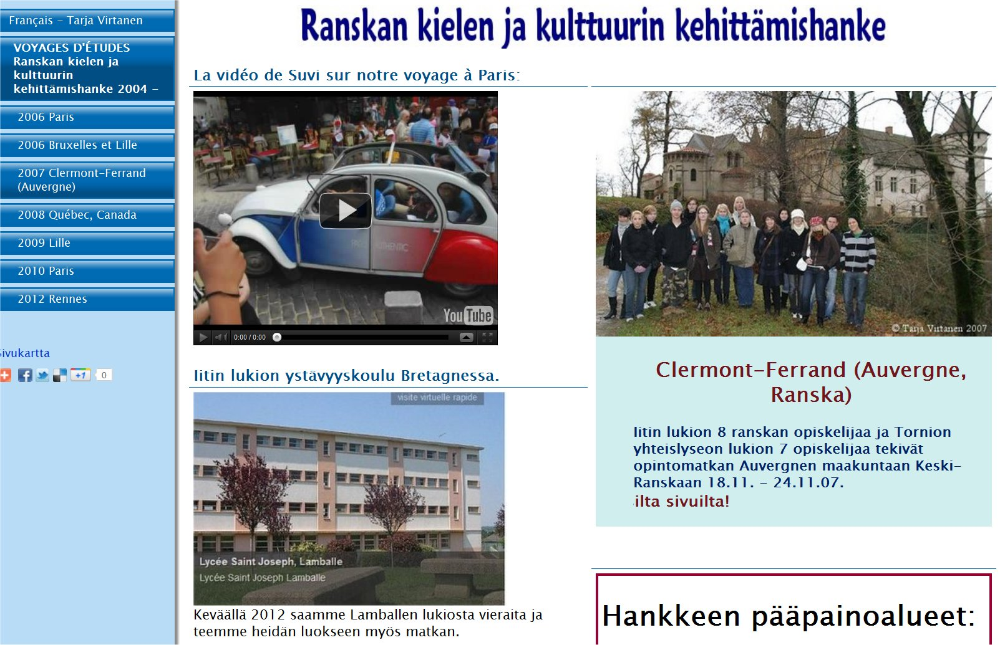 Français - Tarja Virtanen
VOYAGES D'ÉTUDES
Ranskan kielen ja
kulttuurin
kehittämishanke 2004 -
2006 Paris
2006 Bruxelles et Lille
2007 Clermont-Ferrand
(Auvergne)
2008 Québec, Canada
2009 Lille
2010 Paris
2012 Rennes
Sivukartta
+1
0
Ranskan kielen ja kulttuurin kehittämishanke
La vidéo de Suvi sur notre voyage à Paris:
PARIS AUTHENTIC
YouTube
0:00 / 0:00
Iitin lukion ystävyyskoulu Bretagnessa.
visite virtuelle rapide
Lycée Saint Joseph, Lamballe
Lycée Saint Joseph Lamballe
Keväällä 2012 saamme Lamballen lukiosta vieraita ja
teemme heidän luokseen myös matkan.
© Tarja Virtanen 2007
Clermont-Ferrand (Auvergne,
Ranska)
Iitin lukion 8 ranskan opiskelijaa ja Tornion
yhteislyseon lukion 7 opiskelijaa tekivät
opintomatkan Auvergnen maakuntaan Keski-
Ranskaan 18.11. - 24.11.07.
ilta sivuilta!
Hankkeen pääpainoalueet: